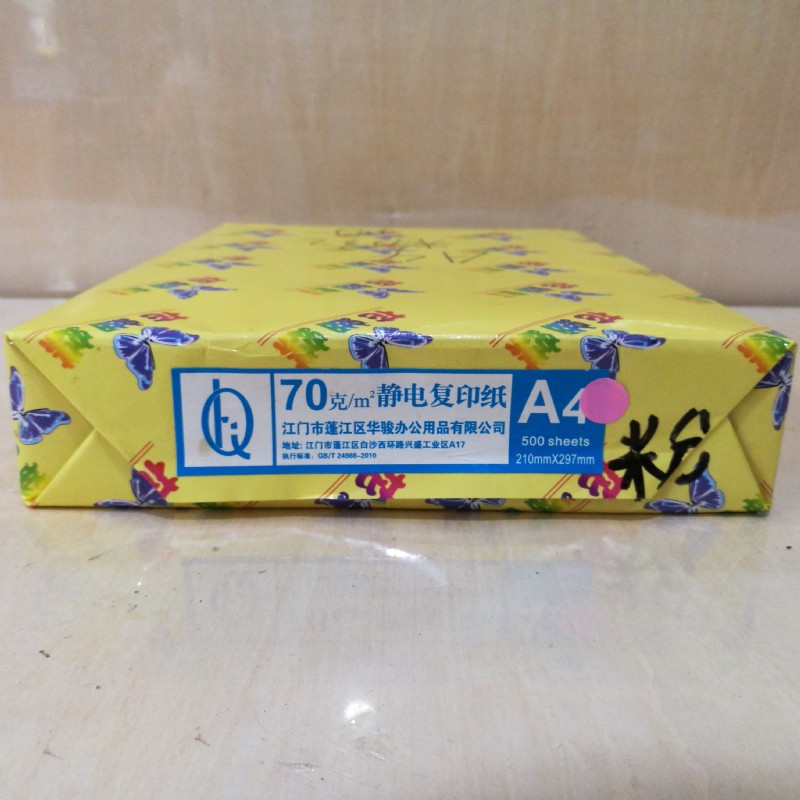 70克/m²静电复印纸
江门市蓬江区华骏办公用品有限公司
地址: 江门市蓬江区白沙西环路兴盛工业区A17
执行标准: GB/T 24988-2010
A4
500 sheets
210mmX297mm
粉